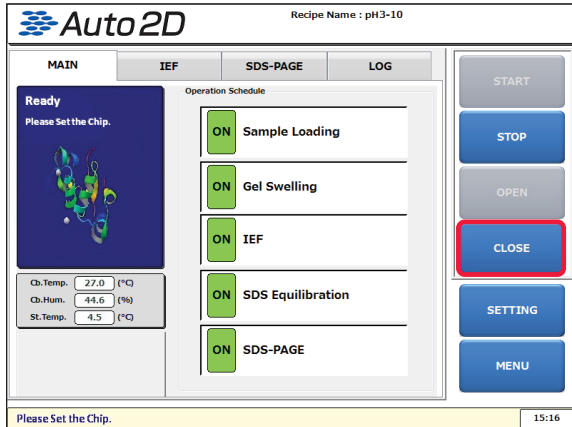 Auto2D
Recipe Name : pH3-10
MAIN
IEF
SDS-PAGE
LOG
Ready
Please Set the Chip.
Cb.Temp. 27.0 (°C)
Cb.Hum. 44.6 (%)
St.Temp. 4.5 (°C)
Operation Schedule
ON Sample Loading
ON Gel Swelling
ON IEF
ON SDS Equilibration
ON SDS-PAGE
START
STOP
OPEN
CLOSE
SETTING
MENU
Please Set the Chip.
15:16